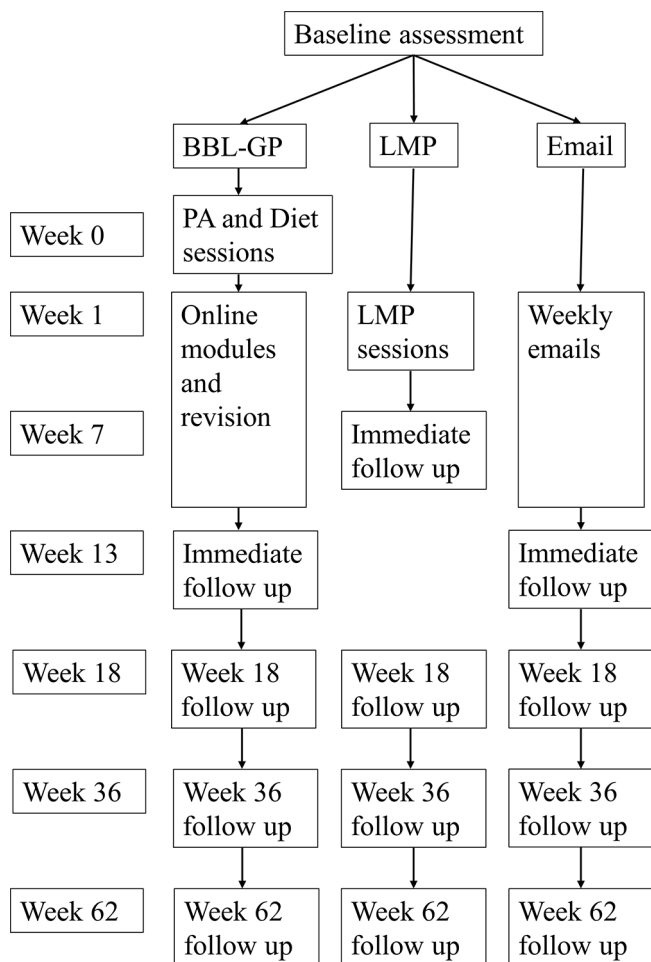 Baseline assessment
BBL-GP
LMP
Email
Week 0
PA and Diet
sessions
Week 1
Online
modules
and
revision
LMP
sessions
Weekly
emails
Week 7
Immediate
follow up
Week 13
Immediate
follow up
Immediate
follow up
Week 18
Week 18
follow up
Week 18
follow up
Week 18
follow up
Week 36
Week 36
follow up
Week 36
follow up
Week 36
follow up
Week 62
Week 62
follow up
Week 62
follow up
Week 62
follow up